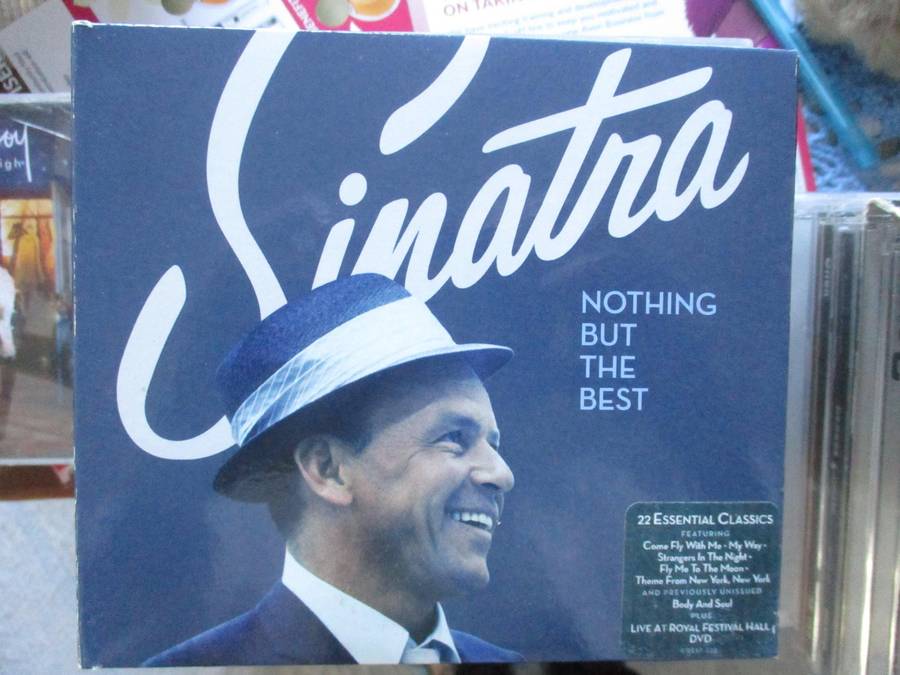 ON TAKIN
Sinatra
NOTHING
BUT
THE
BEST
22 ESSENTIAL CLASSICS
FEATURING
Come Fly With Me • My Way •
Strangers In The Night •
Fly Me To The Moon •
Theme From New York, New York
AND PREVIOUSLY UNISSUED
Body And Soul
PLUS
LIVE AT ROYAL FESTIVAL HALL
DVD